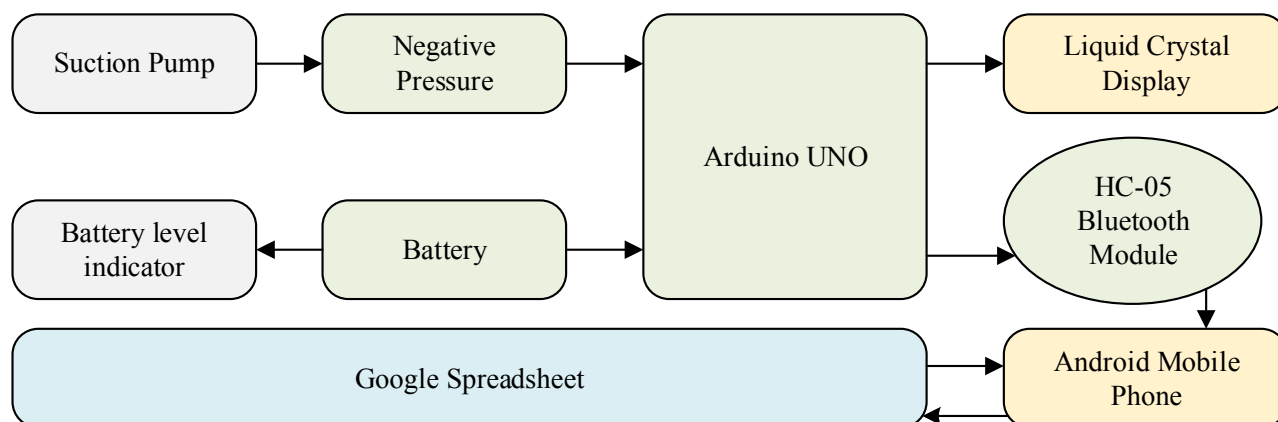 Suction Pump
Negative
Pressure
Arduino UNO
Liquid Crystal
Display
HC-05
Bluetooth
Module
Battery level
indicator
Battery
Google Spreadsheet
Android Mobile
Phone